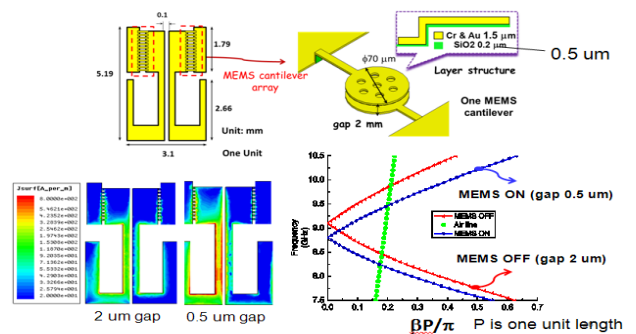 0.1
5.19
1.79
2.66
3.1
MEMS cantilever
array
Unit: mm
One Unit
ϕ70 μm
gap 2 mm
One MEMS
cantilever
Cr & Au 1.5 μm
SiO2 0.2 μm
Layer structure
0.5 um
Jsurf[A_per_m]
2 um gap
0.5 um gap
10.5
10.0
9.5
9.0
8.5
8.0
7.5
Frequency
(GHz)
MEMS OFF
Air line
MEMS ON
MEMS ON (gap 0.5 um)
MEMS OFF (gap 2 um)
0.0 0.1 0.2 0.3 0.4 0.5 0.6 0.7
βP/π P is one unit length